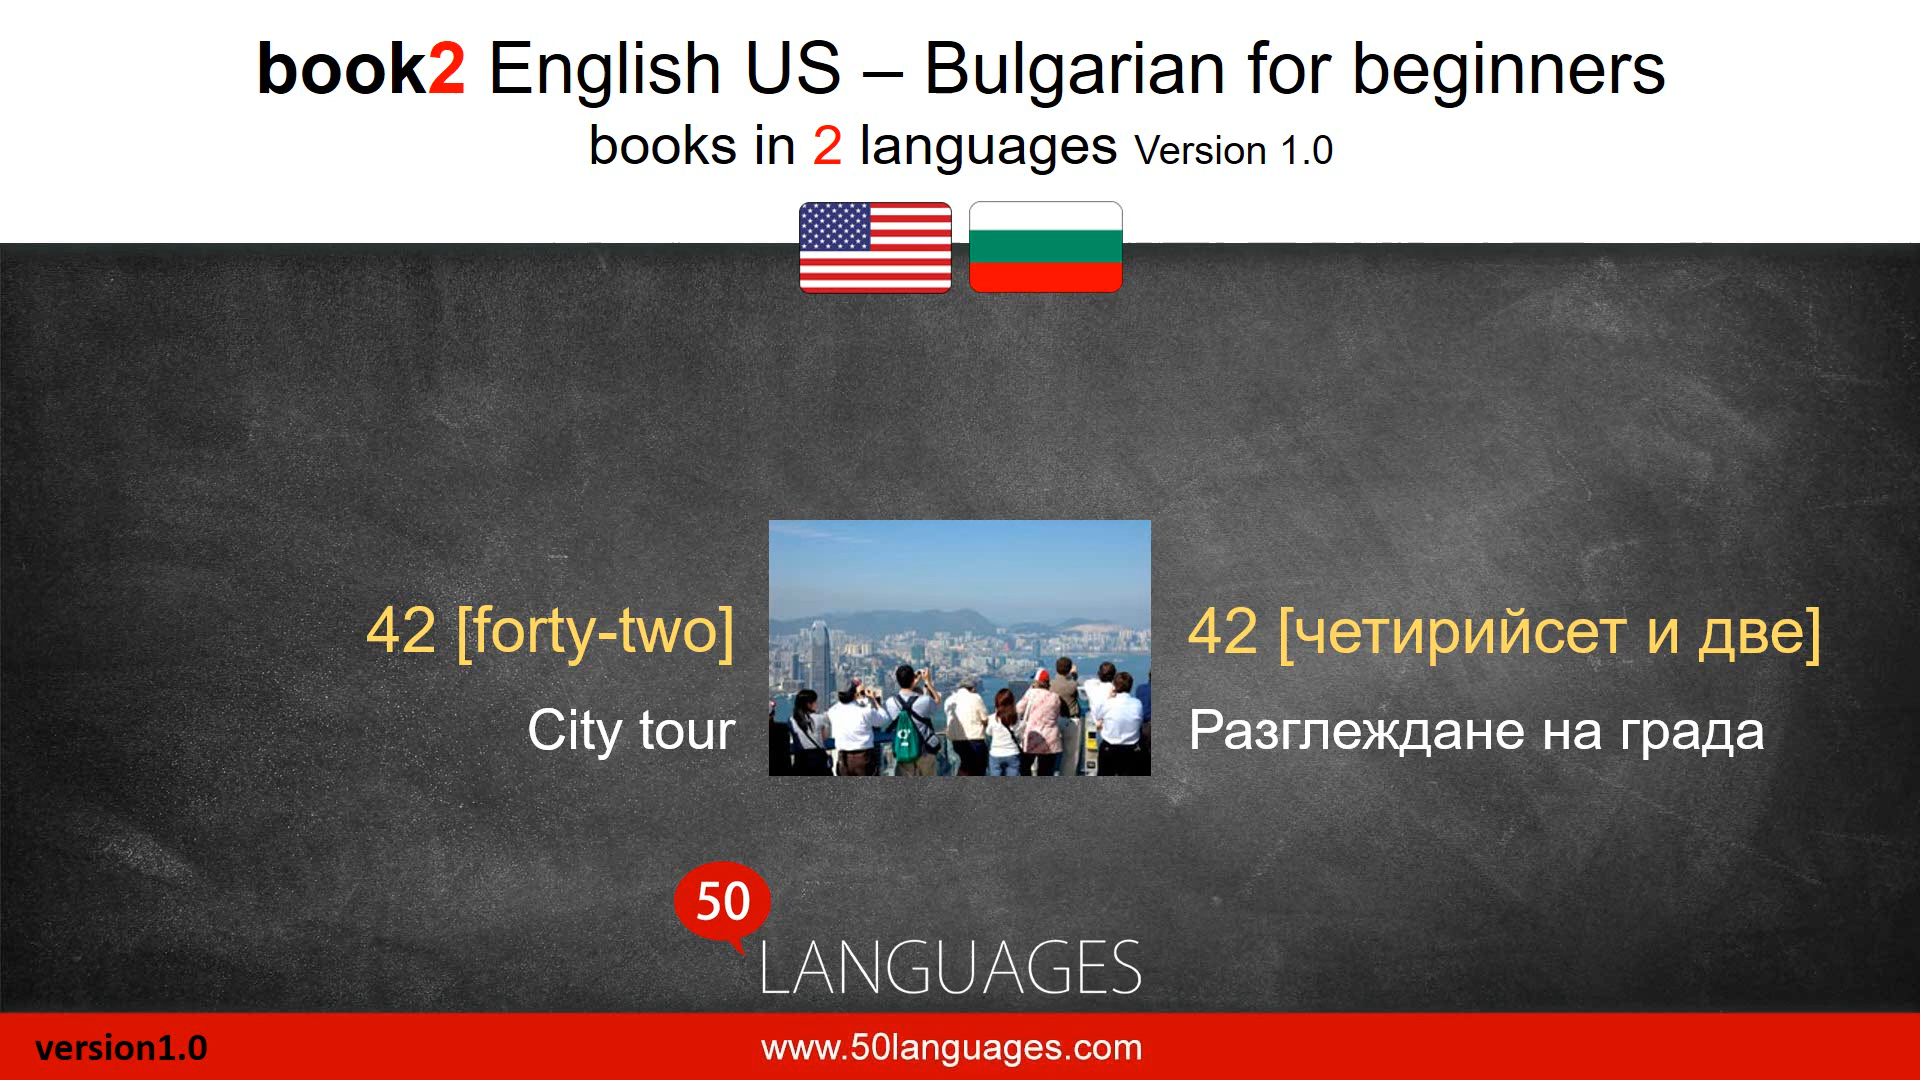 book2 English US – Bulgarian for beginners
books in 2 languages Version 1.0
42 [forty-two]
City tour
42 [четирийсет и две]
Разглеждане на града
50
LANGUAGES
version1.0
www.50languages.com